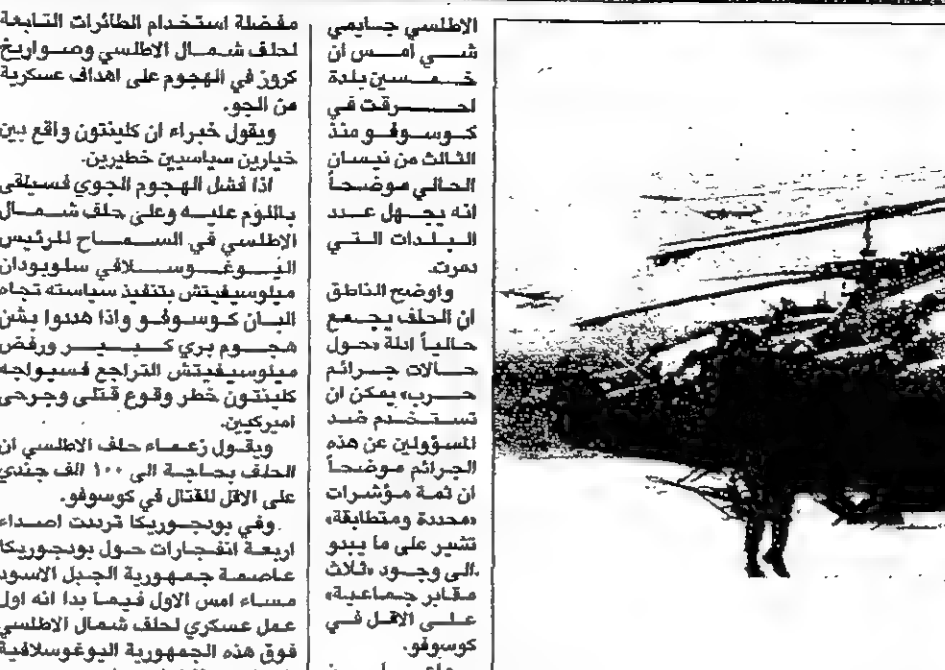 الاطلسي جايمي
شي امس ان
خمسين بلدة
احرقت في
كوسوفو منذ
الثالث من نيسان
الحالي موضحاً
انه يجهل عدد
البلدات التي
دمرت.
واوضح الناطق
ان الحلف يجمع
حالياً ادلة «حول
حالات جرائم
حرب» يمكن ان
تستخدم ضد
المسؤولين عن هذه
الجرائم موضحاً
ان ثمة مؤشرات
«محددة ومتطابقة»
تشير على ما يبدو
الى وجود «ثلاث
مقابر جماعية»
على الاقل في
كوسوفو.
مفضلة استخدام الطائرات التابعة
لحلف شمال الاطلسي وصواريخ
كروز في الهجوم على اهداف عسكرية
من الجو.
ويقول خبراء ان كلينتون واقع بين
خيارين سياسيين خطيرين.
اذا فشل الهجوم الجوي فسيلقى
باللوم عليه وعلى حلف شمال
الاطلسي في السماح للرئيس
اليوغوسلافي سلوبودان
ميلوسيفيتش بتنفيذ سياسته تجاه
البان كوسوفو واذا هددوا بشن
هجوم بري كبير ورفض
ميلوسيفيتش التراجع فسيواجه
كلينتون خطر وقوع قتلى وجرحى
اميركيين.
ويقول زعماء حلف الاطلسي ان
الحلف بحاجة الى ١٠٠ الف جندي
على الاقل للقتال في كوسوفو.
وفي بودجوريكا ترددت اصداء
اربعة انفجارات حول بودجوريكا
عاصمة جمهورية الجبل الاسود
مساء امس الاول فيما بدا انه اول
عمل عسكري لحلف شمال الاطلسي
فوق هذه الجمهورية اليوغوسلافية